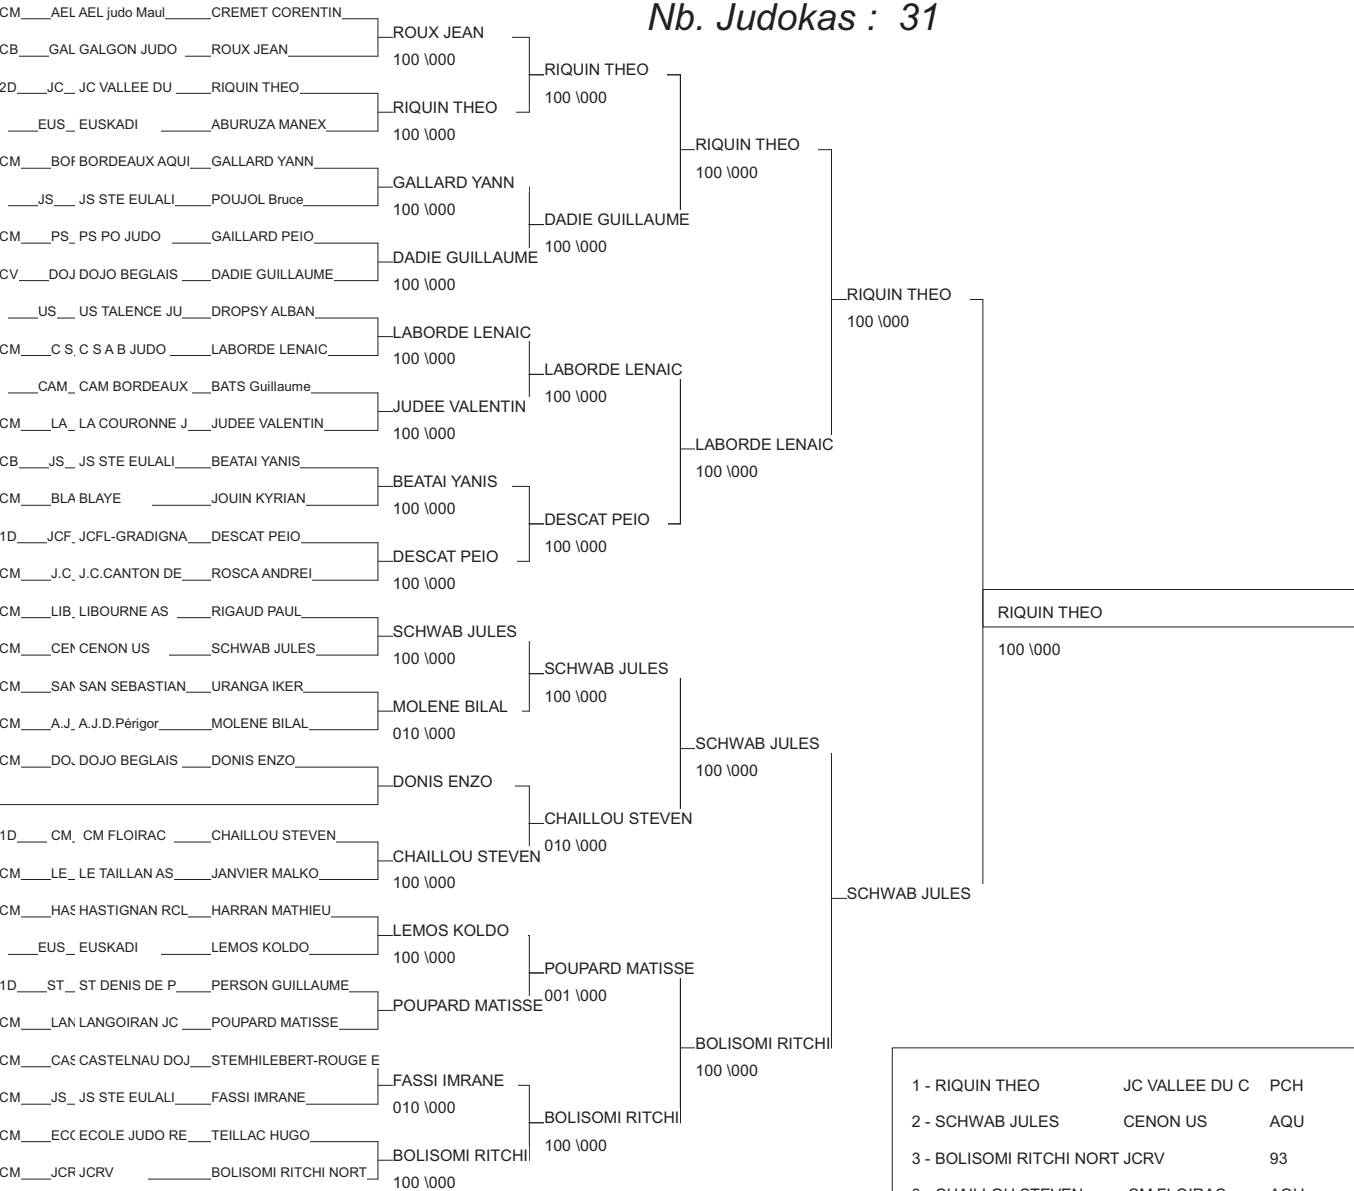 Nb. Judokas : 31
CM AEL AEL judo Maul CREMET CORENTIN
CB GAL GALGON JUDO ROUX JEAN
2D JC JC VALLEE DU RIQUIN THEO
EUS EUSKADI ABURUZA MANEX
CM BOF BORDEAUX AQUI GALLARD YANN
JS JS STE EULALI POUJOL Bruce
CM PS PS PO JUDO GAILLARD PEIO
CV DOJ DOJO BEGLAIS DADIE GUILLAUME
US US TALENCE JU DROPSY ALBAN
CM C S C S A B JUDO LABORDE LENAIC
CAM CAM BORDEAUX BATS Guillaume
CM LA LA COURONNE J JUDEE VALENTIN
CB JS JS STE EULALI BEATAI YANIS
CM BLA BLAYE JOUIN KYRIAN
1D JCF JCFL-GRADIGNA DESCAT PEIO
CM J.C J.C.CANTON DE ROSCA ANDREI
CM LIB LIBOURNE AS RIGAUD PAUL
CM CEN CENON US SCHWAB JULES
CM SAN SAN SEBASTIAN URANGA IKER
CM A.J A.J.D.Périgor MOLENE BILAL
CM DOJ DOJO BEGLAIS DONIS ENZO
1D CM CM FLOIRAC CHAILLOU STEVEN
CM LE LE TAILLAN AS JANVIER MALKO
CM HAS HASTIGNAN RCL HARRAN MATHIEU
EUS EUSKADI LEMOS KOLDO
1D ST ST DENIS DE P PERSON GUILLAUME
CM LAN LANGOIRAN JC POUPARD MATISSE
CM CAS CASTELNAU DOJ STEMHILEBERT-ROUGE E
CM JS JS STE EULALI FASSI IMRANE
CM ECO ECOLE JUDO RE TEILLAC HUGO
CM JCR JCRV BOLISOMI RITCHI NORT
ROUX JEAN
100 \000
RIQUIN THEO
100 \000
GALLARD YANN
100 \000
DADIE GUILLAUME
100 \000
LABORDE LENAIC
100 \000
JUDEE VALENTIN
100 \000
BEATAI YANIS
100 \000
DESCAT PEIO
100 \000
SCHWAB JULES
100 \000
MOLENE BILAL
010 \000
DONIS ENZO
CHAILLOU STEVEN
100 \000
LEMOS KOLDO
100 \000
POUPARD MATISSE
FASSI IMRANE
010 \000
BOLISOMI RITCHI
100 \000
RIQUIN THEO
100 \000
DADIE GUILLAUME
100 \000
LABORDE LENAIC
100 \000
DESCAT PEIO
100 \000
SCHWAB JULES
100 \000
CHAILLOU STEVEN
010 \000
POUPARD MATISSE
001 \000
BOLISOMI RITCHI
100 \000
RIQUIN THEO
100 \000
LABORDE LENAIC
100 \000
SCHWAB JULES
100 \000
BOLISOMI RITCHI
100 \000
RIQUIN THEO
100 \000
SCHWAB JULES
RIQUIN THEO
100 \000
1 - RIQUIN THEO JC VALLEE DU C PCH
2 - SCHWAB JULES CENON US AQU
3 - BOLISOMI RITCHI NORT JCRV 93